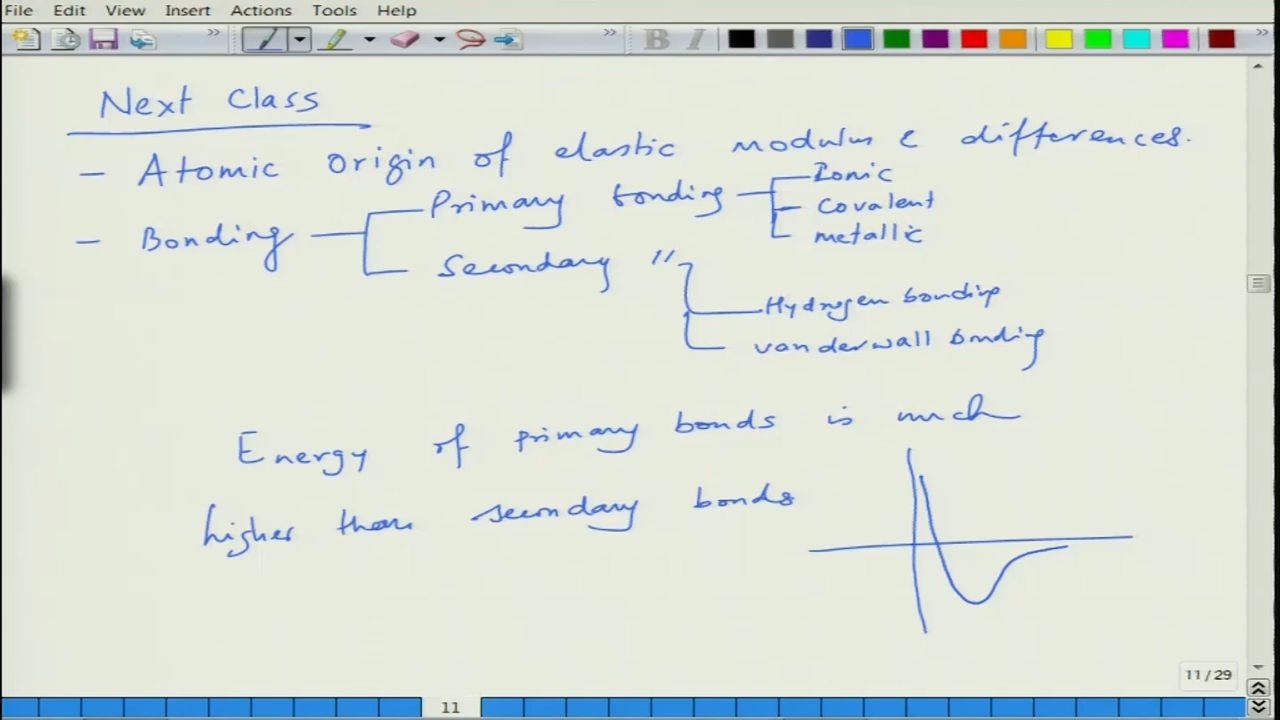 File Edit View Insert Actions Tools Help
Next Class
- Atomic origin of elastic modulus & differences.
- Bonding
Primary bonding
Ionic
Covalent
metallic
Secondary "
Hydrogen bonding
vanderwall bonding
Energy of primary bonds is much
higher than secondary bonds
11 / 29
11